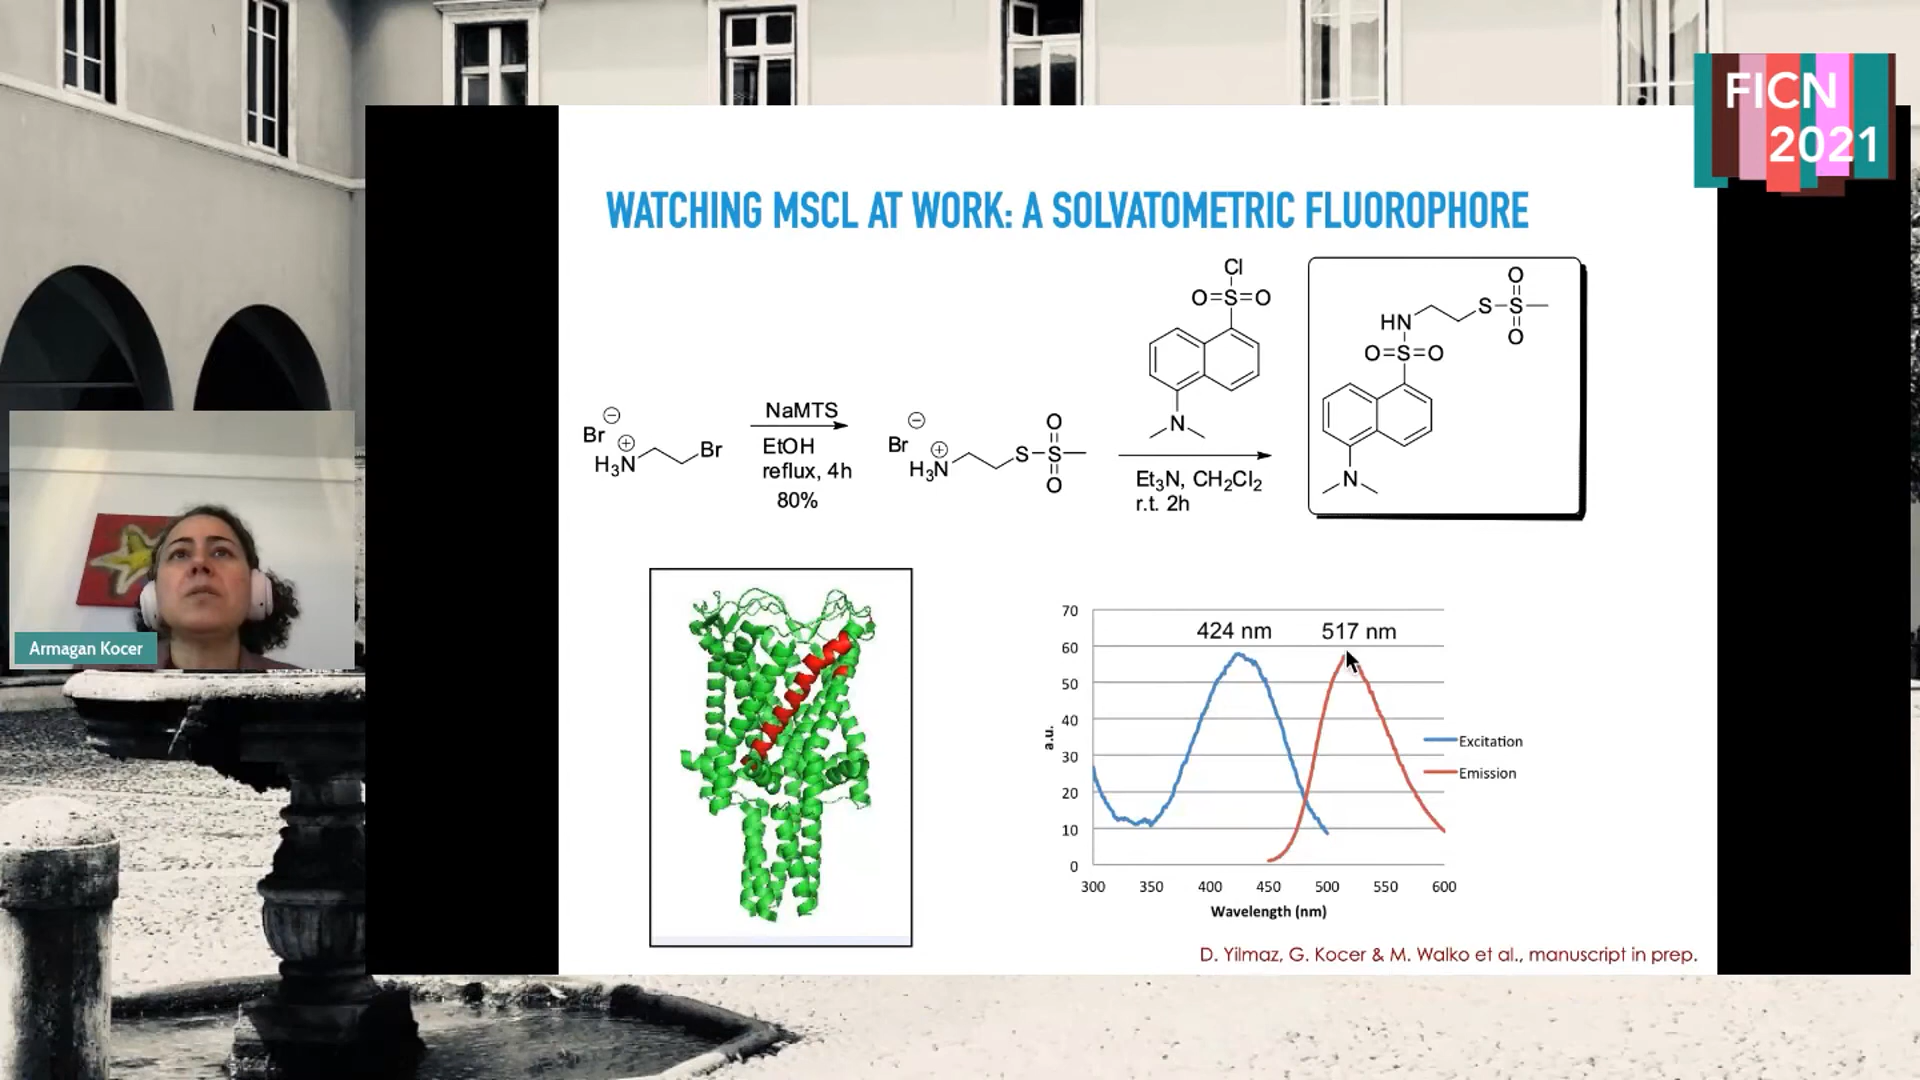 FICN
2021
WATCHING MSCL AT WORK: A SOLVATOMETRIC FLUOROPHORE
Br
H₃N
Br
NaMTS
EtOH
reflux, 4h
80%
Br
H₃N
S
S
O
O
Cl
O=S=O
N
Et₃N, CH₂Cl₂
r.t. 2h
O
S
S
HN
O
O=S=O
N
Armagan Kocer
70
60
50
40
30
20
10
0
a.u.
424 nm
517 nm
Excitation
Emission
300 350 400 450 500 550 600
Wavelength (nm)
D. Yilmaz, G. Kocer & M. Walko et al., manuscript in prep.